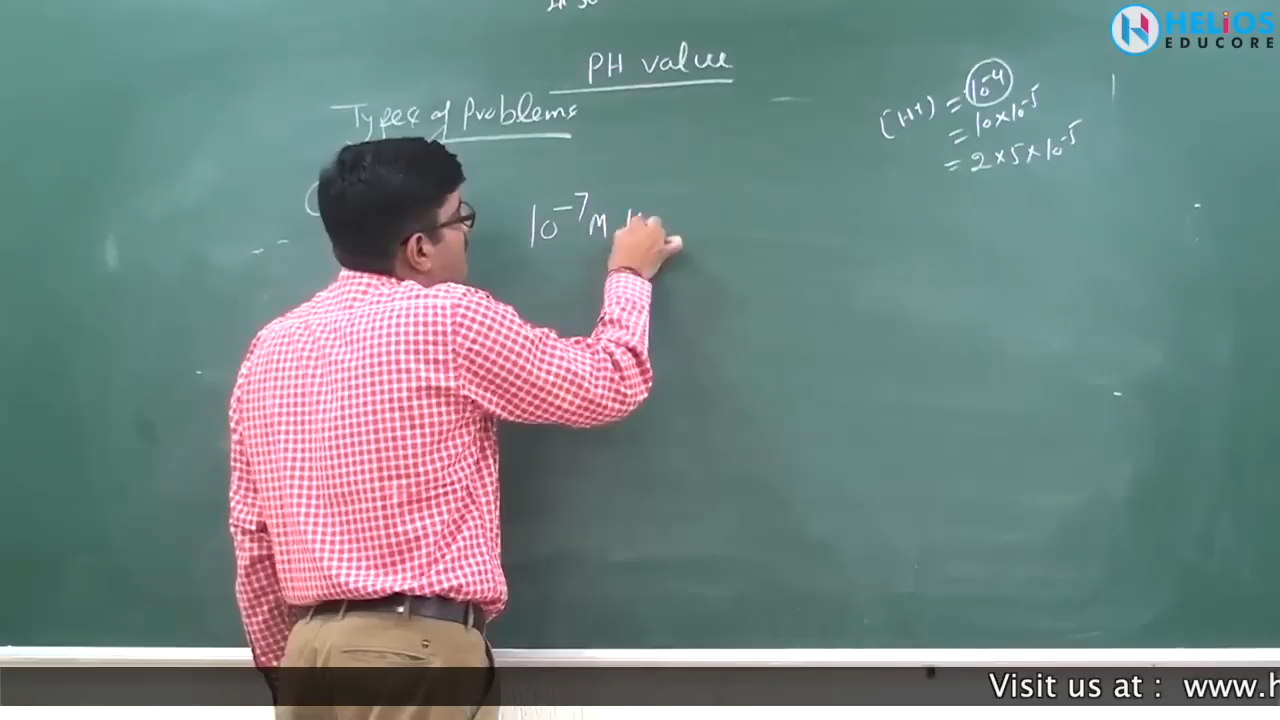 PH value
Types of Problems
10⁻⁷ M
[H+] = 10⁻⁴
= 10×10⁻⁵
= 2×5×10⁻⁵
HELiOS
EDUCORE
Visit us at : www.h